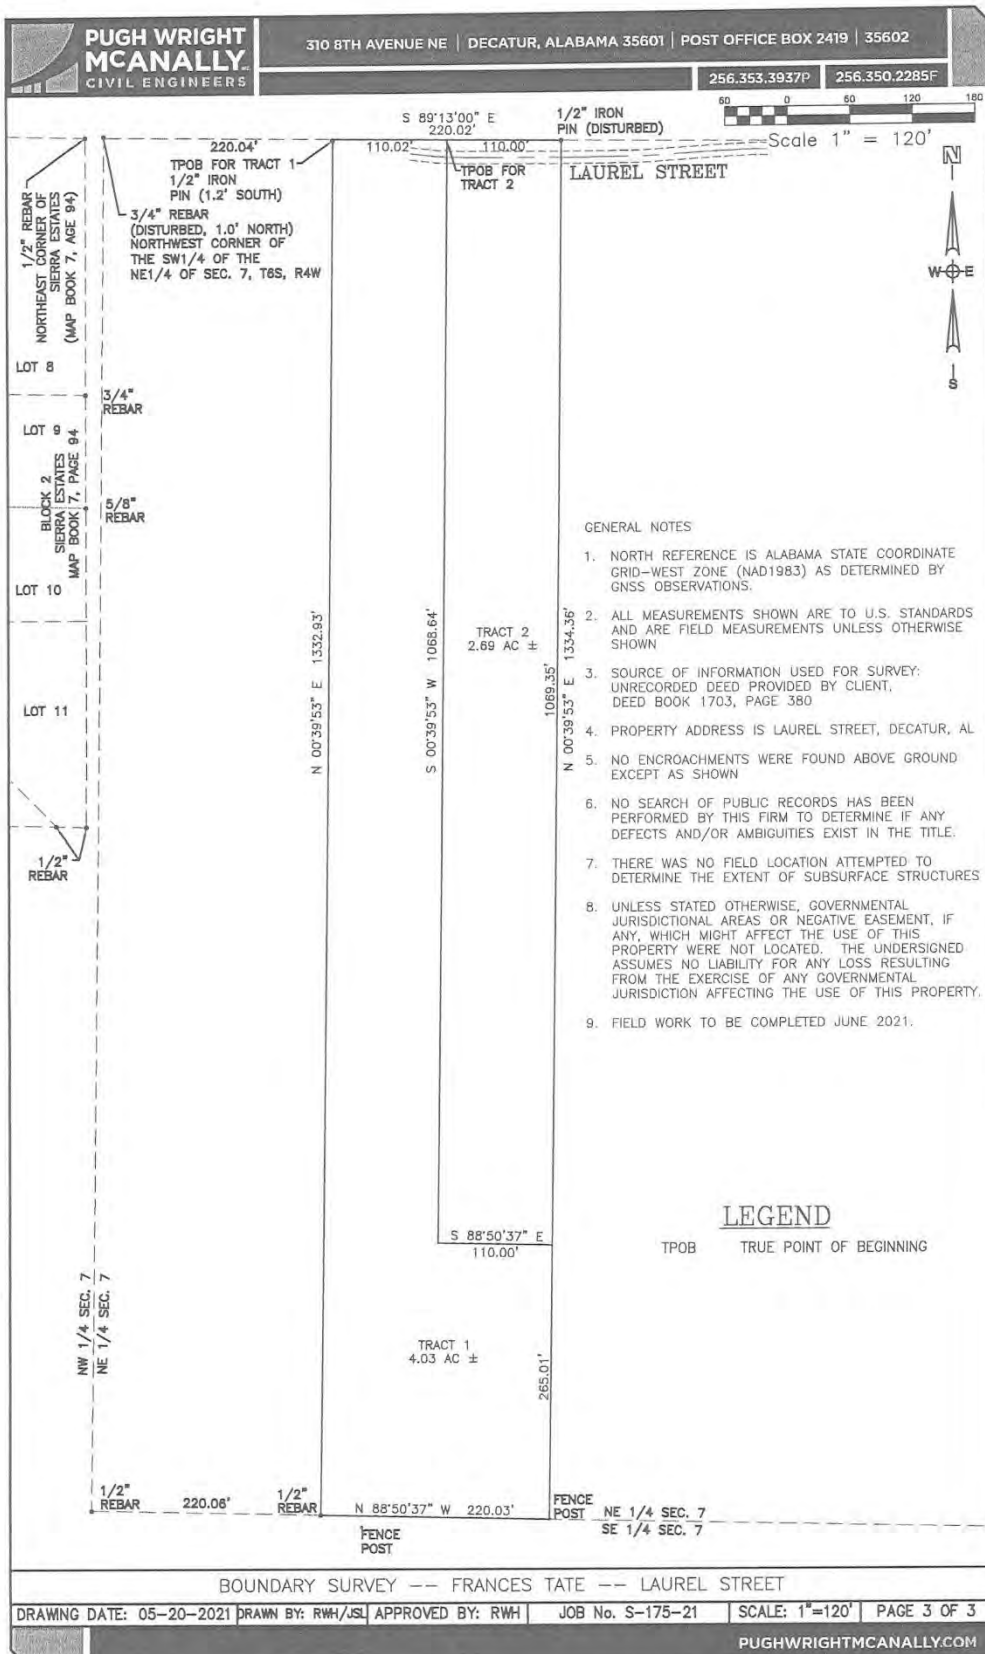 PUGH WRIGHT
MCANALLY
CIVIL ENGINEERS
310 8TH AVENUE NE | DECATUR, ALABAMA 35601 | POST OFFICE BOX 2419 | 35602
256.353.3937P
256.350.2285F
60 0 60 120 180
Scale 1" = 120'
N
W E
S
S 89°13'00" E
220.02'
1/2" IRON
PIN (DISTURBED)
220.04'
110.02'
110.00'
TPOB FOR TRACT 1
1/2" IRON
PIN (1.2' SOUTH)
TPOB FOR
TRACT 2
LAUREL STREET
3/4" REBAR
(DISTURBED, 1.0' NORTH)
NORTHWEST CORNER OF
THE SW1/4 OF THE
NE1/4 OF SEC. 7, T6S, R4W
1/2" REBAR
NORTHEAST CORNER OF
SIERRA ESTATES
(MAP BOOK 7, AGE 94)
LOT 8
3/4"
REBAR
LOT 9
BLOCK 2
SIERRA ESTATES
MAP BOOK 7, PAGE 94
5/8"
REBAR
LOT 10
LOT 11
1/2"
REBAR
N 00°39'53" E 1332.93'
S 00°39'53" W 1068.64'
TRACT 2
2.69 AC ±
1069.35'
N 00°39'53" E 1334.36'
GENERAL NOTES
1. NORTH REFERENCE IS ALABAMA STATE COORDINATE
GRID-WEST ZONE (NAD1983) AS DETERMINED BY
GNSS OBSERVATIONS.
2. ALL MEASUREMENTS SHOWN ARE TO U.S. STANDARDS
AND ARE FIELD MEASUREMENTS UNLESS OTHERWISE
SHOWN
3. SOURCE OF INFORMATION USED FOR SURVEY:
UNRECORDED DEED PROVIDED BY CLIENT,
DEED BOOK 1703, PAGE 380
4. PROPERTY ADDRESS IS LAUREL STREET, DECATUR, AL
5. NO ENCROACHMENTS WERE FOUND ABOVE GROUND
EXCEPT AS SHOWN
6. NO SEARCH OF PUBLIC RECORDS HAS BEEN
PERFORMED BY THIS FIRM TO DETERMINE IF ANY
DEFECTS AND/OR AMBIGUITIES EXIST IN THE TITLE.
7. THERE WAS NO FIELD LOCATION ATTEMPTED TO
DETERMINE THE EXTENT OF SUBSURFACE STRUCTURES
8. UNLESS STATED OTHERWISE, GOVERNMENTAL
JURISDICTIONAL AREAS OR NEGATIVE EASEMENT, IF
ANY, WHICH MIGHT AFFECT THE USE OF THIS
PROPERTY WERE NOT LOCATED. THE UNDERSIGNED
ASSUMES NO LIABILITY FOR ANY LOSS RESULTING
FROM THE EXERCISE OF ANY GOVERNMENTAL
JURISDICTION AFFECTING THE USE OF THIS PROPERTY.
9. FIELD WORK TO BE COMPLETED JUNE 2021.
LEGEND
TPOB TRUE POINT OF BEGINNING
S 88°50'37" E
110.00'
NW 1/4 SEC. 7
NE 1/4 SEC. 7
TRACT 1
4.03 AC ±
265.01'
1/2"
REBAR
220.06'
1/2"
REBAR
N 88°50'37" W 220.03'
FENCE
POST
FENCE
POST
NE 1/4 SEC. 7
SE 1/4 SEC. 7
BOUNDARY SURVEY -- FRANCES TATE -- LAUREL STREET
DRAWING DATE: 05-20-2021 DRAWN BY: RWH/JSL APPROVED BY: RWH JOB No. S-175-21 SCALE: 1"=120' PAGE 3 OF 3
PUGHWRIGHTMCANALLY.COM